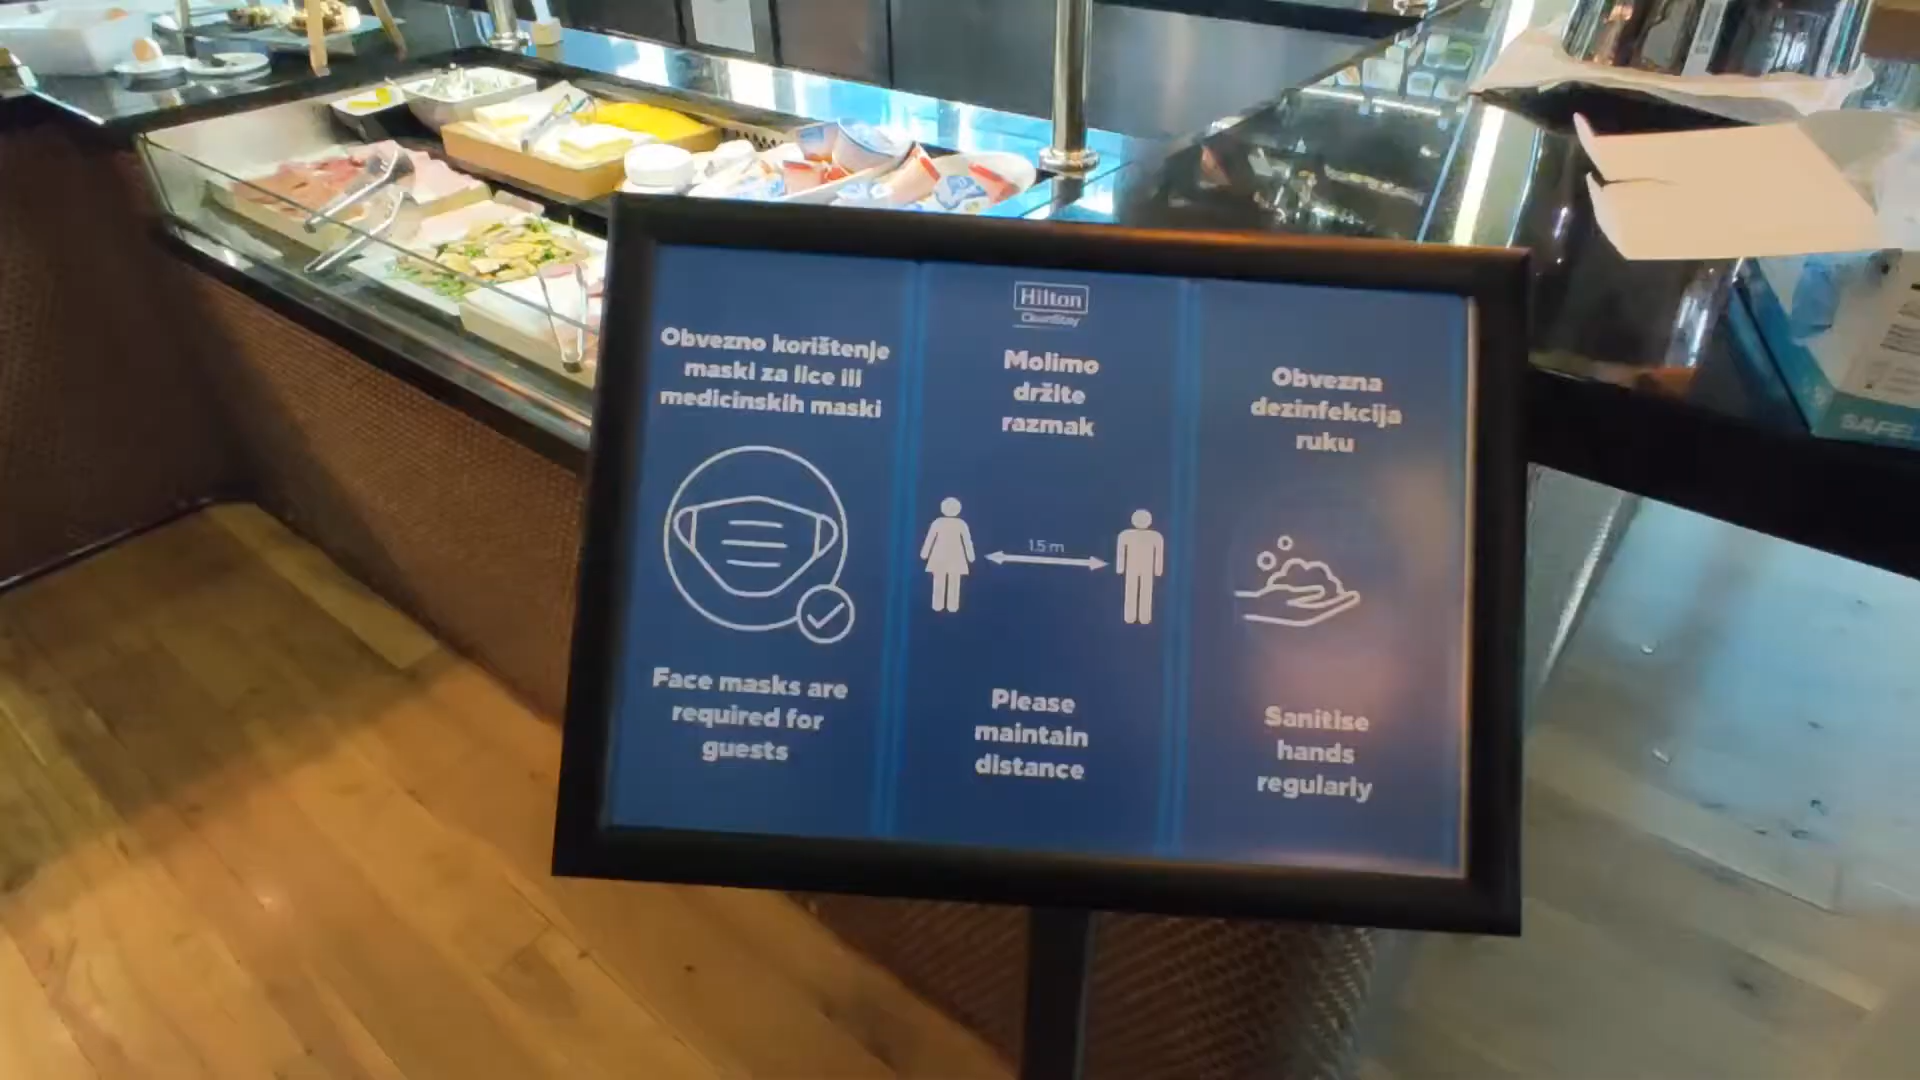 Obvezno korištenje
maski za lice ili
medicinskih maski
Face masks are
required for
guests
Hilton
CleanStay
Molimo
držite
razmak
1.5 m
Please
maintain
distance
Obvezna
dezinfekcija
ruku
Sanitise
hands
regularly